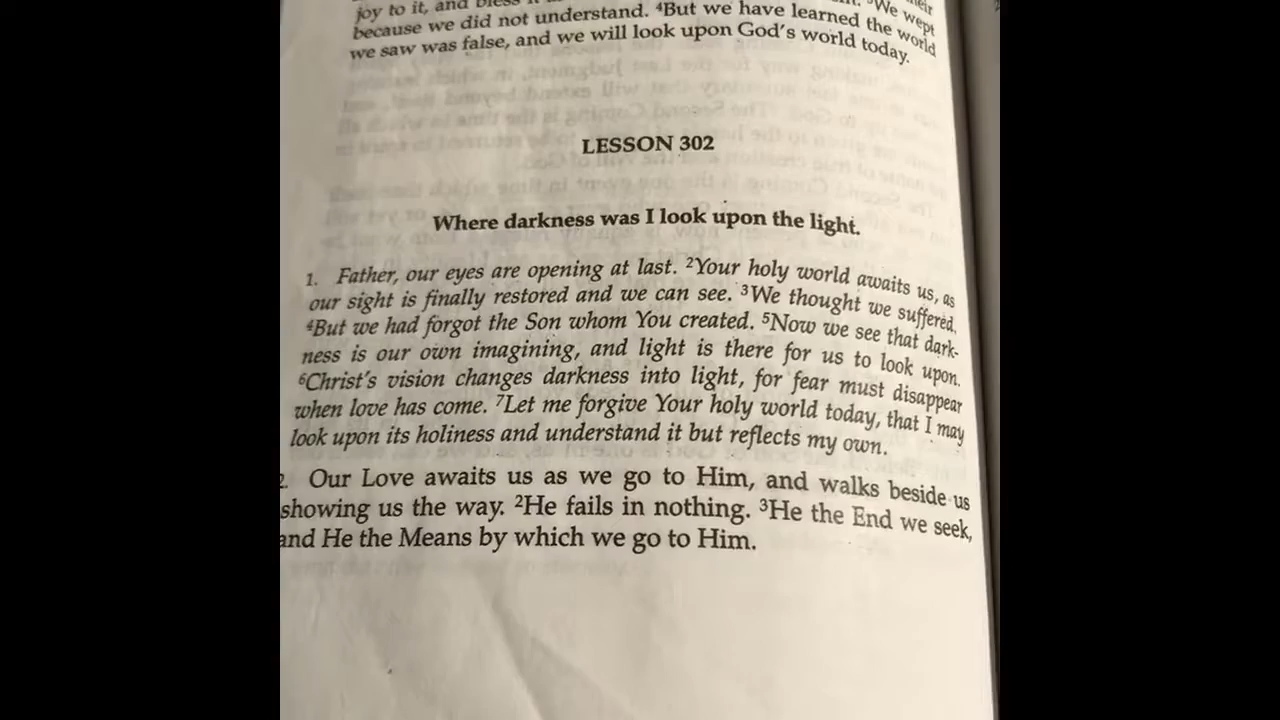 joy to it, and bless it
We wept
because we did not understand. ⁴But we have learned the world
we saw was false, and we will look upon God's world today.
LESSON 302
Where darkness was I look upon the light.
1. Father, our eyes are opening at last. ²Your holy world awaits us, as
our sight is finally restored and we can see. ³We thought we suffered.
⁴But we had forgot the Son whom You created. ⁵Now we see that dark-
ness is our own imagining, and light is there for us to look upon.
⁶Christ's vision changes darkness into light, for fear must disappear
when love has come. ⁷Let me forgive Your holy world today, that I may
look upon its holiness and understand it but reflects my own.
2. Our Love awaits us as we go to Him, and walks beside us
showing us the way. ²He fails in nothing. ³He the End we seek,
and He the Means by which we go to Him.